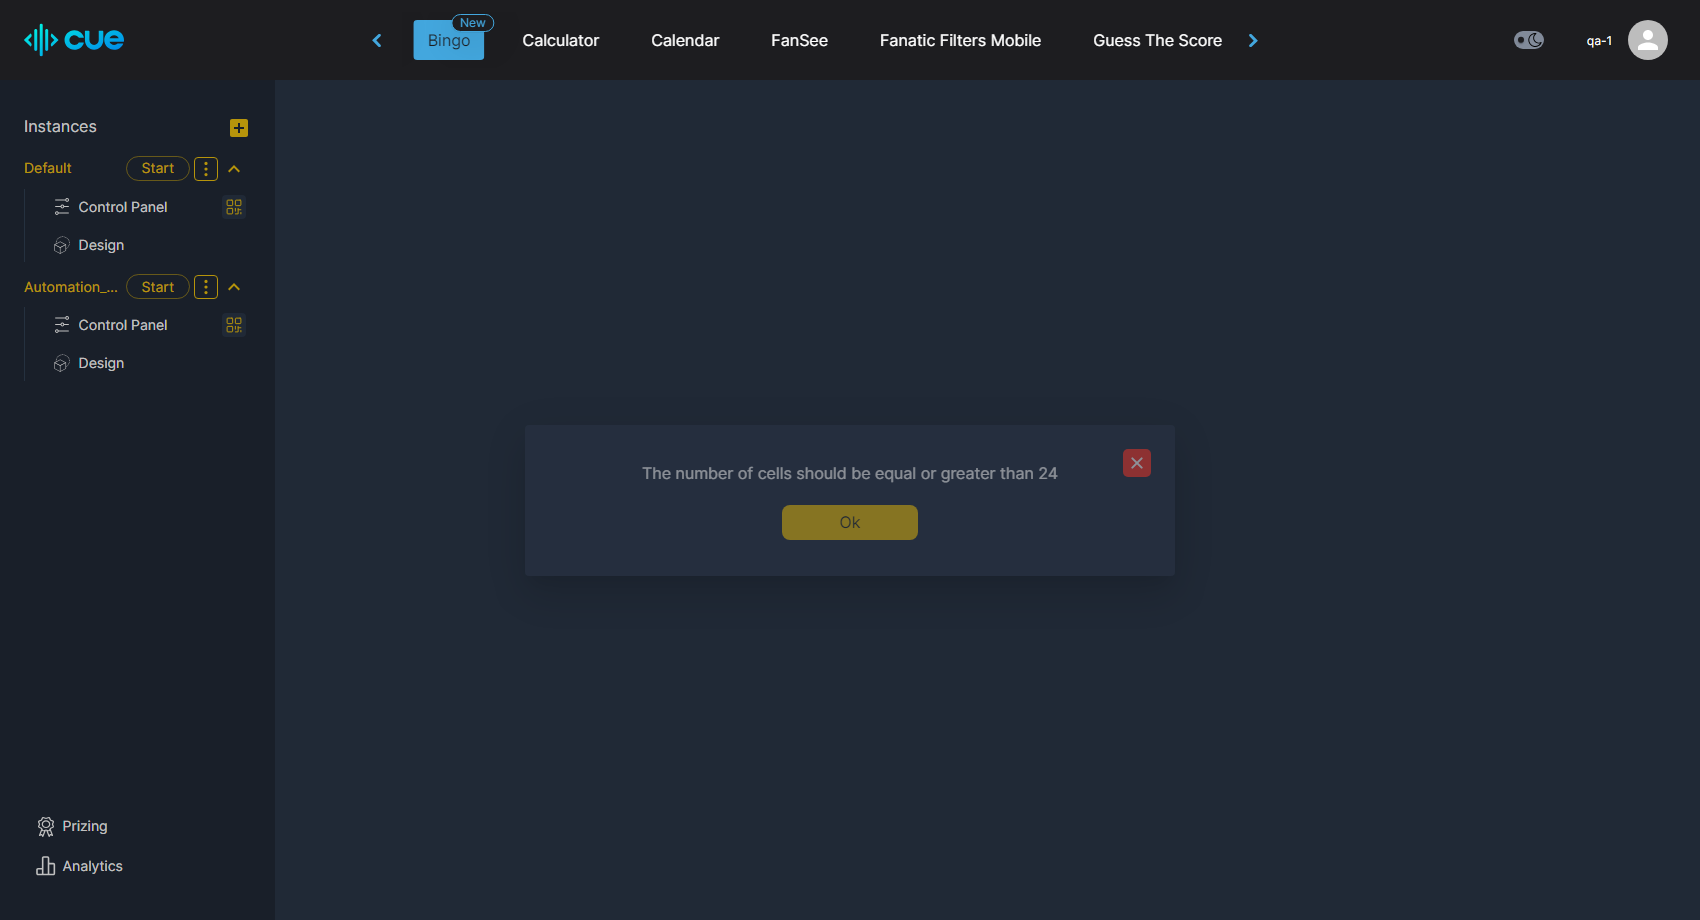 cue
New
Bingo
Calculator
Calendar
FanSee
Fanatic Filters Mobile
Guess The Score
qa-1
Instances
Default
Start
Control Panel
Design
Automation_...
Start
Control Panel
Design
The number of cells should be equal or greater than 24
Ok
Prizing
Analytics